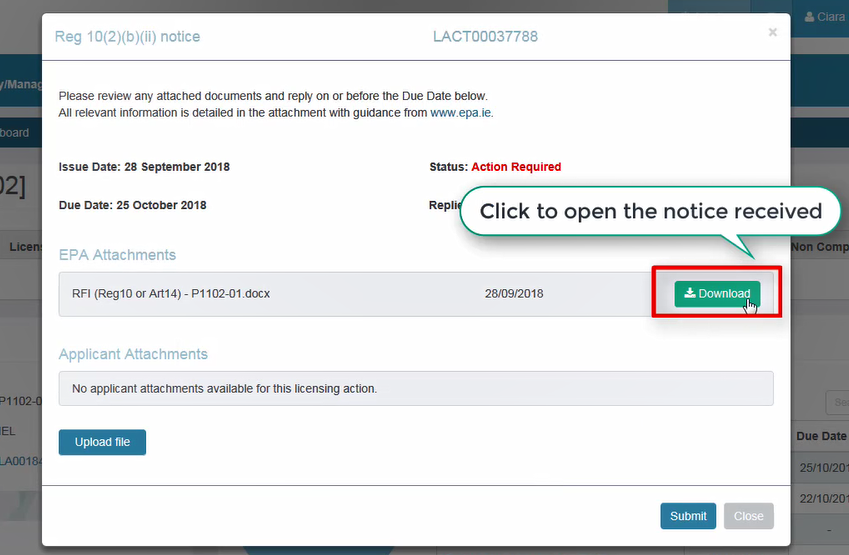 Ciara
Reg 10(2)(b)(ii) notice LACT00037788 ×
y/Manag
board
Please review any attached documents and reply on or before the Due Date below.
All relevant information is detailed in the attachment with guidance from www.epa.ie.
Issue Date: 28 September 2018 Status: Action Required
02]
Due Date: 25 October 2018 Replie
Click to open the notice received
Licens
Non Comp
EPA Attachments
RFI (Reg10 or Art14) - P1102-01.docx 28/09/2018 Download
Applicant Attachments
No applicant attachments available for this licensing action.
P1102-0
Sea
IEL
Upload file
Due Date
LA00184
25/10/201
22/10/201
-
Submit Close